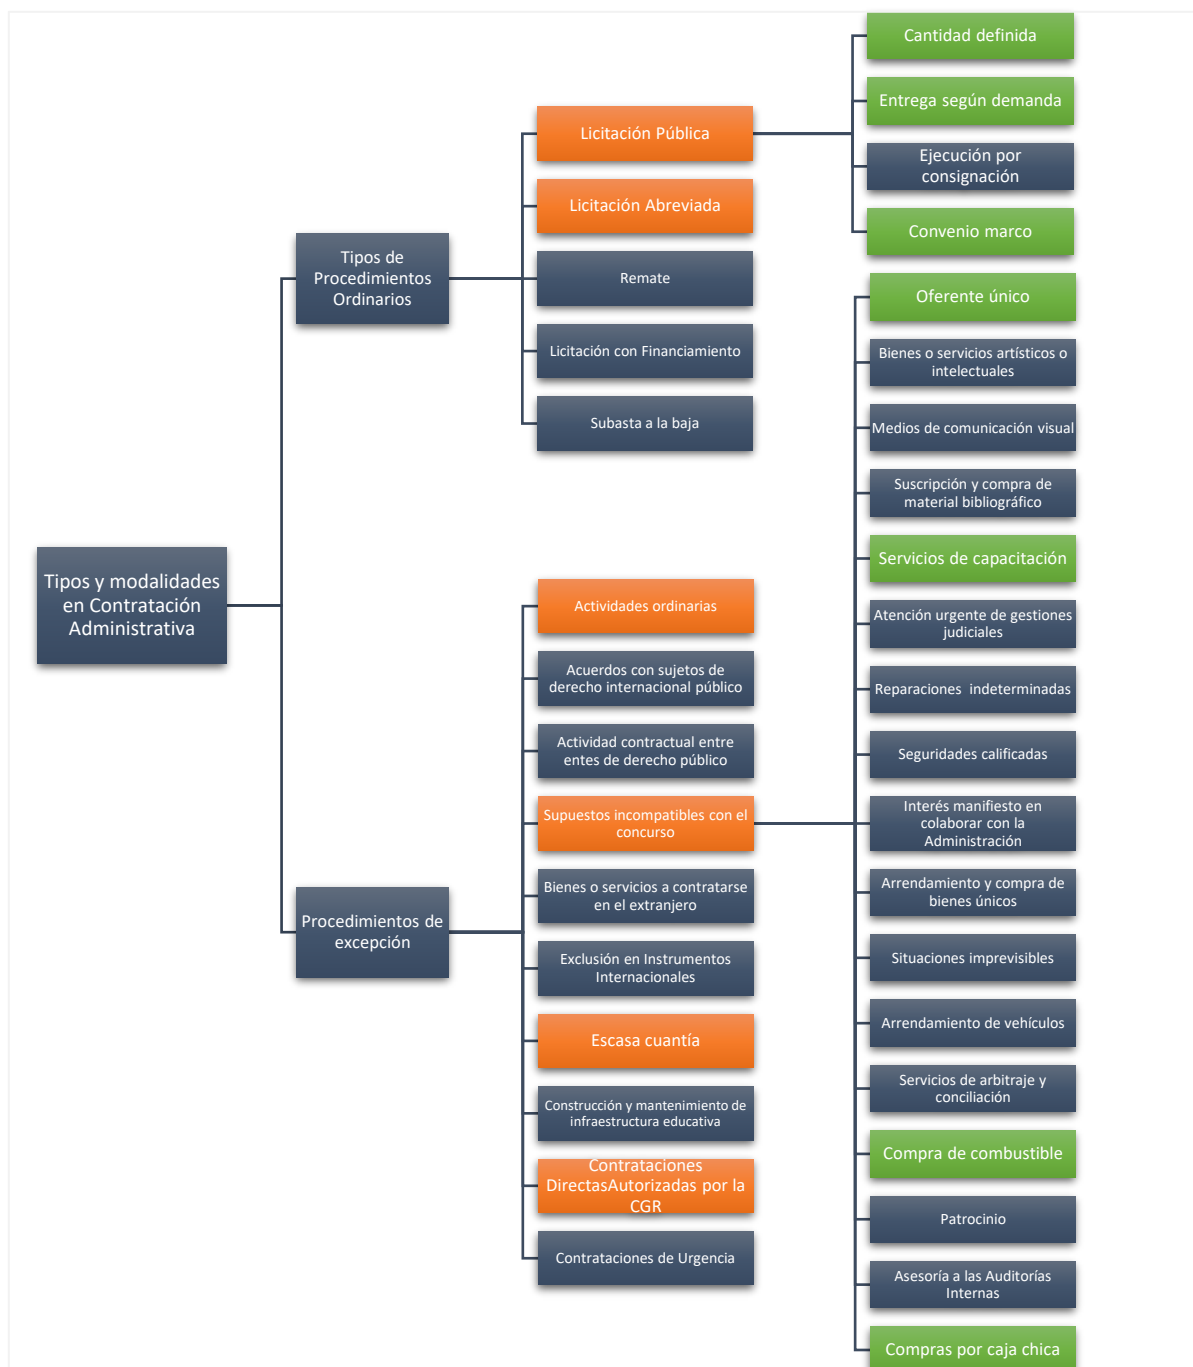 Tipos y modalidades
en Contratación
Administrativa
Tipos de
Procedimientos
Ordinarios
Licitación Pública
Cantidad definida
Entrega según demanda
Ejecución por
consignación
Convenio marco
Licitación Abreviada
Remate
Licitación con Financiamiento
Subasta a la baja
Procedimientos de
excepción
Actividades ordinarias
Acuerdos con sujetos de
derecho internacional público
Actividad contractual entre
entes de derecho público
Supuestos incompatibles con el
concurso
Oferente único
Bienes o servicios artísticos o
intelectuales
Medios de comunicación visual
Suscripción y compra de
material bibliográfico
Servicios de capacitación
Atención urgente de gestiones
judiciales
Reparaciones indeterminadas
Seguridades calificadas
Interés manifiesto en
colaborar con la
Administración
Arrendamiento y compra de
bienes únicos
Situaciones imprevisibles
Arrendamiento de vehículos
Servicios de arbitraje y
conciliación
Compra de combustible
Patrocinio
Asesoría a las Auditorías
Internas
Compras por caja chica
Bienes o servicios a contratarse
en el extranjero
Exclusión en Instrumentos
Internacionales
Escasa cuantía
Construcción y mantenimiento de
infraestructura educativa
Contrataciones
DirectasAutorizadas por la
CGR
Contrataciones de Urgencia